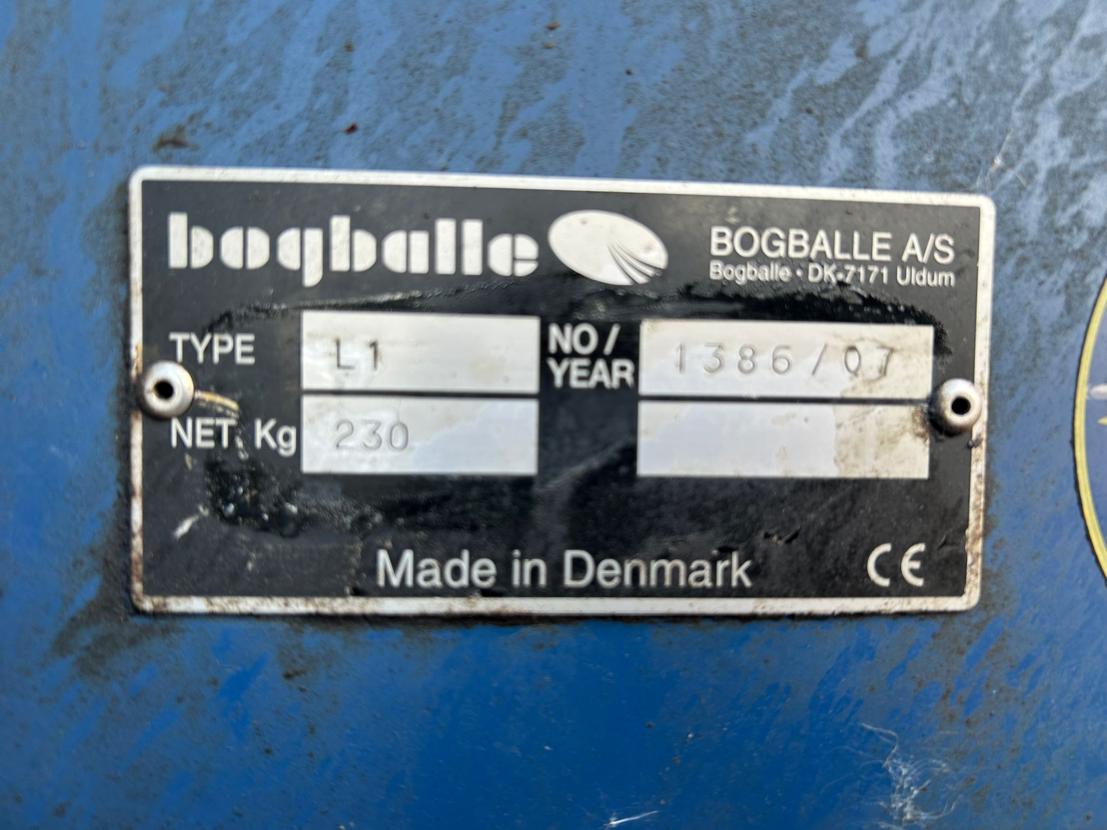 bogballe
BOGBALLE A/S
Bogballe · DK-7171 Uldum
TYPE L1 NO / YEAR 1386/07
NET. Kg 230
Made in Denmark CE